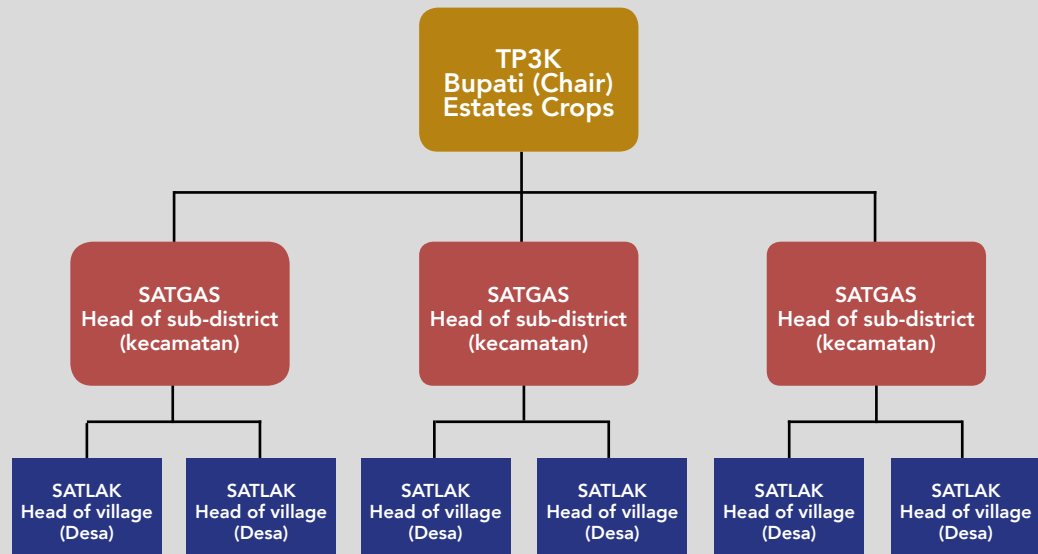 TP3K
Bupati (Chair)
Estates Crops
SATGAS
Head of sub-district
(kecamatan)
SATGAS
Head of sub-district
(kecamatan)
SATGAS
Head of sub-district
(kecamatan)
SATLAK
Head of village
(Desa)
SATLAK
Head of village
(Desa)
SATLAK
Head of village
(Desa)
SATLAK
Head of village
(Desa)
SATLAK
Head of village
(Desa)
SATLAK
Head of village
(Desa)